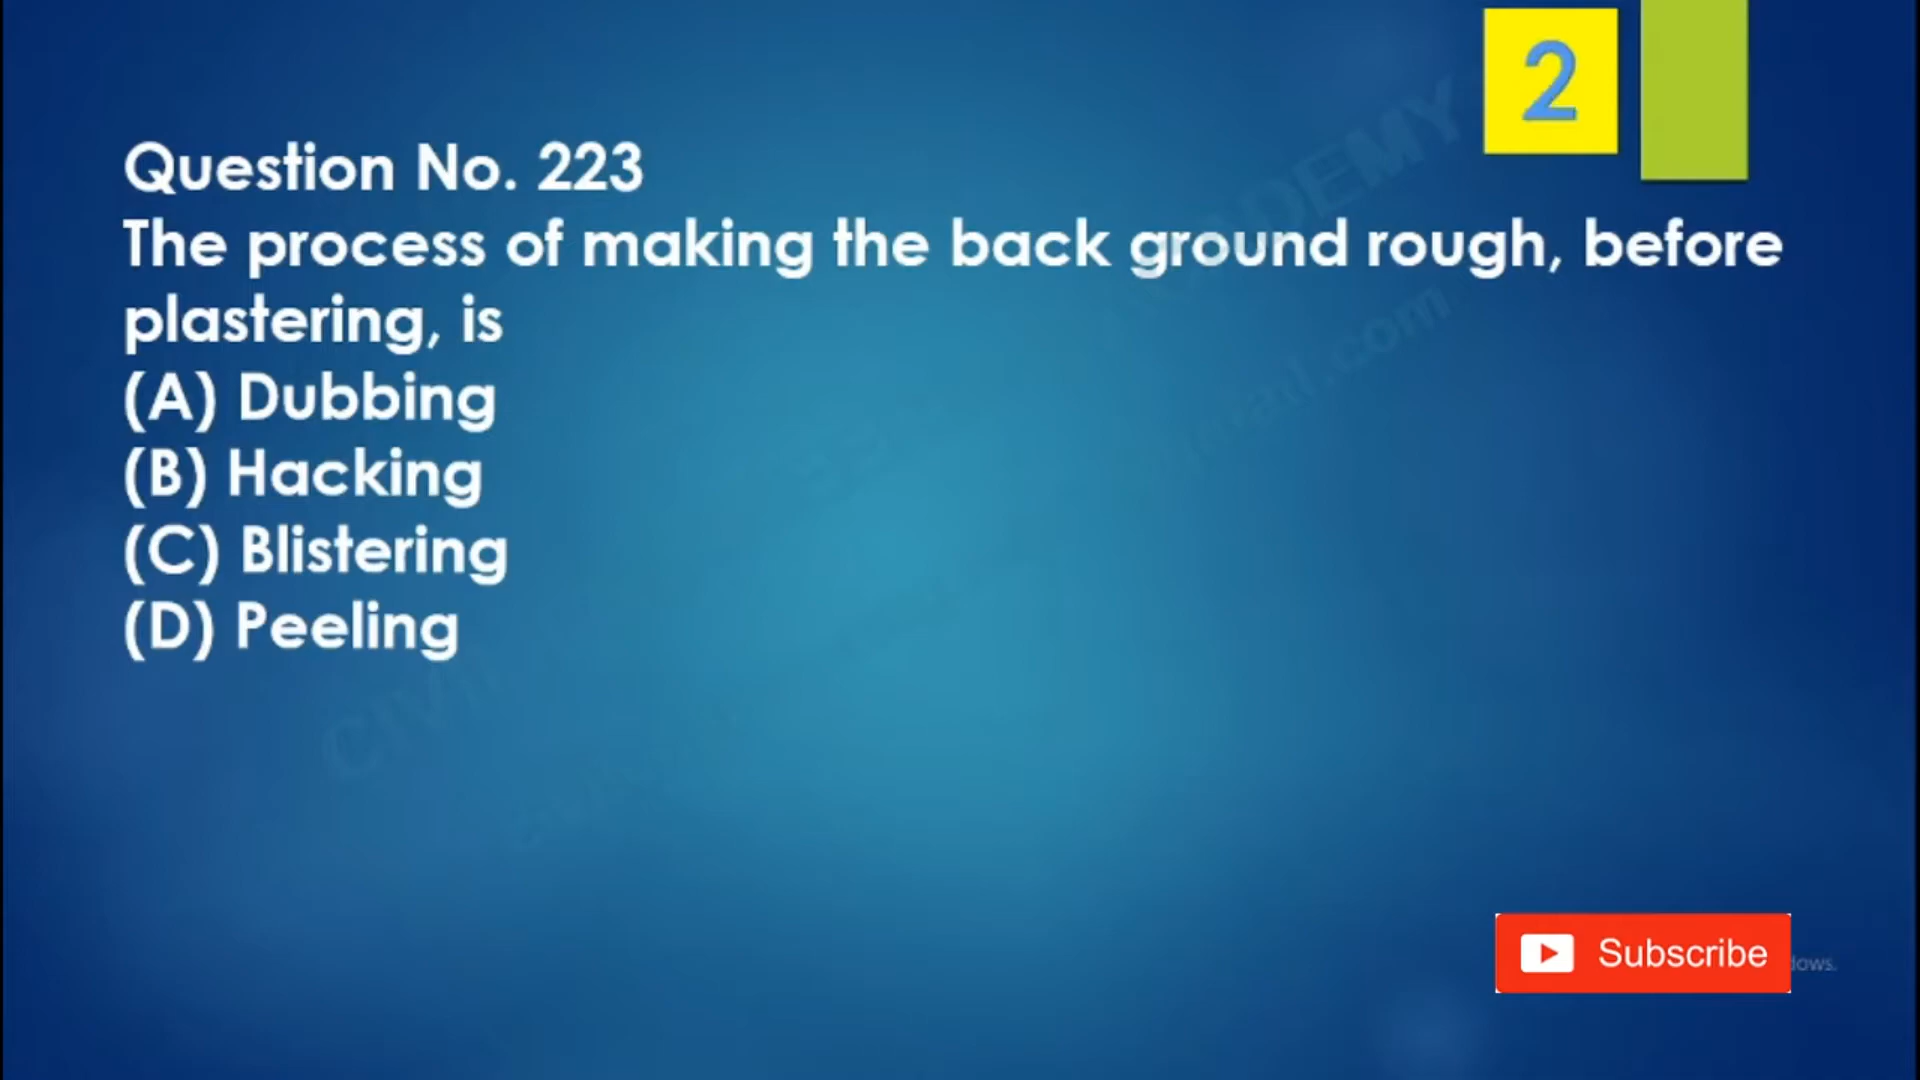 2
Question No. 223
The process of making the back ground rough, before
plastering, is
(A) Dubbing
(B) Hacking
(C) Blistering
(D) Peeling
Subscribe